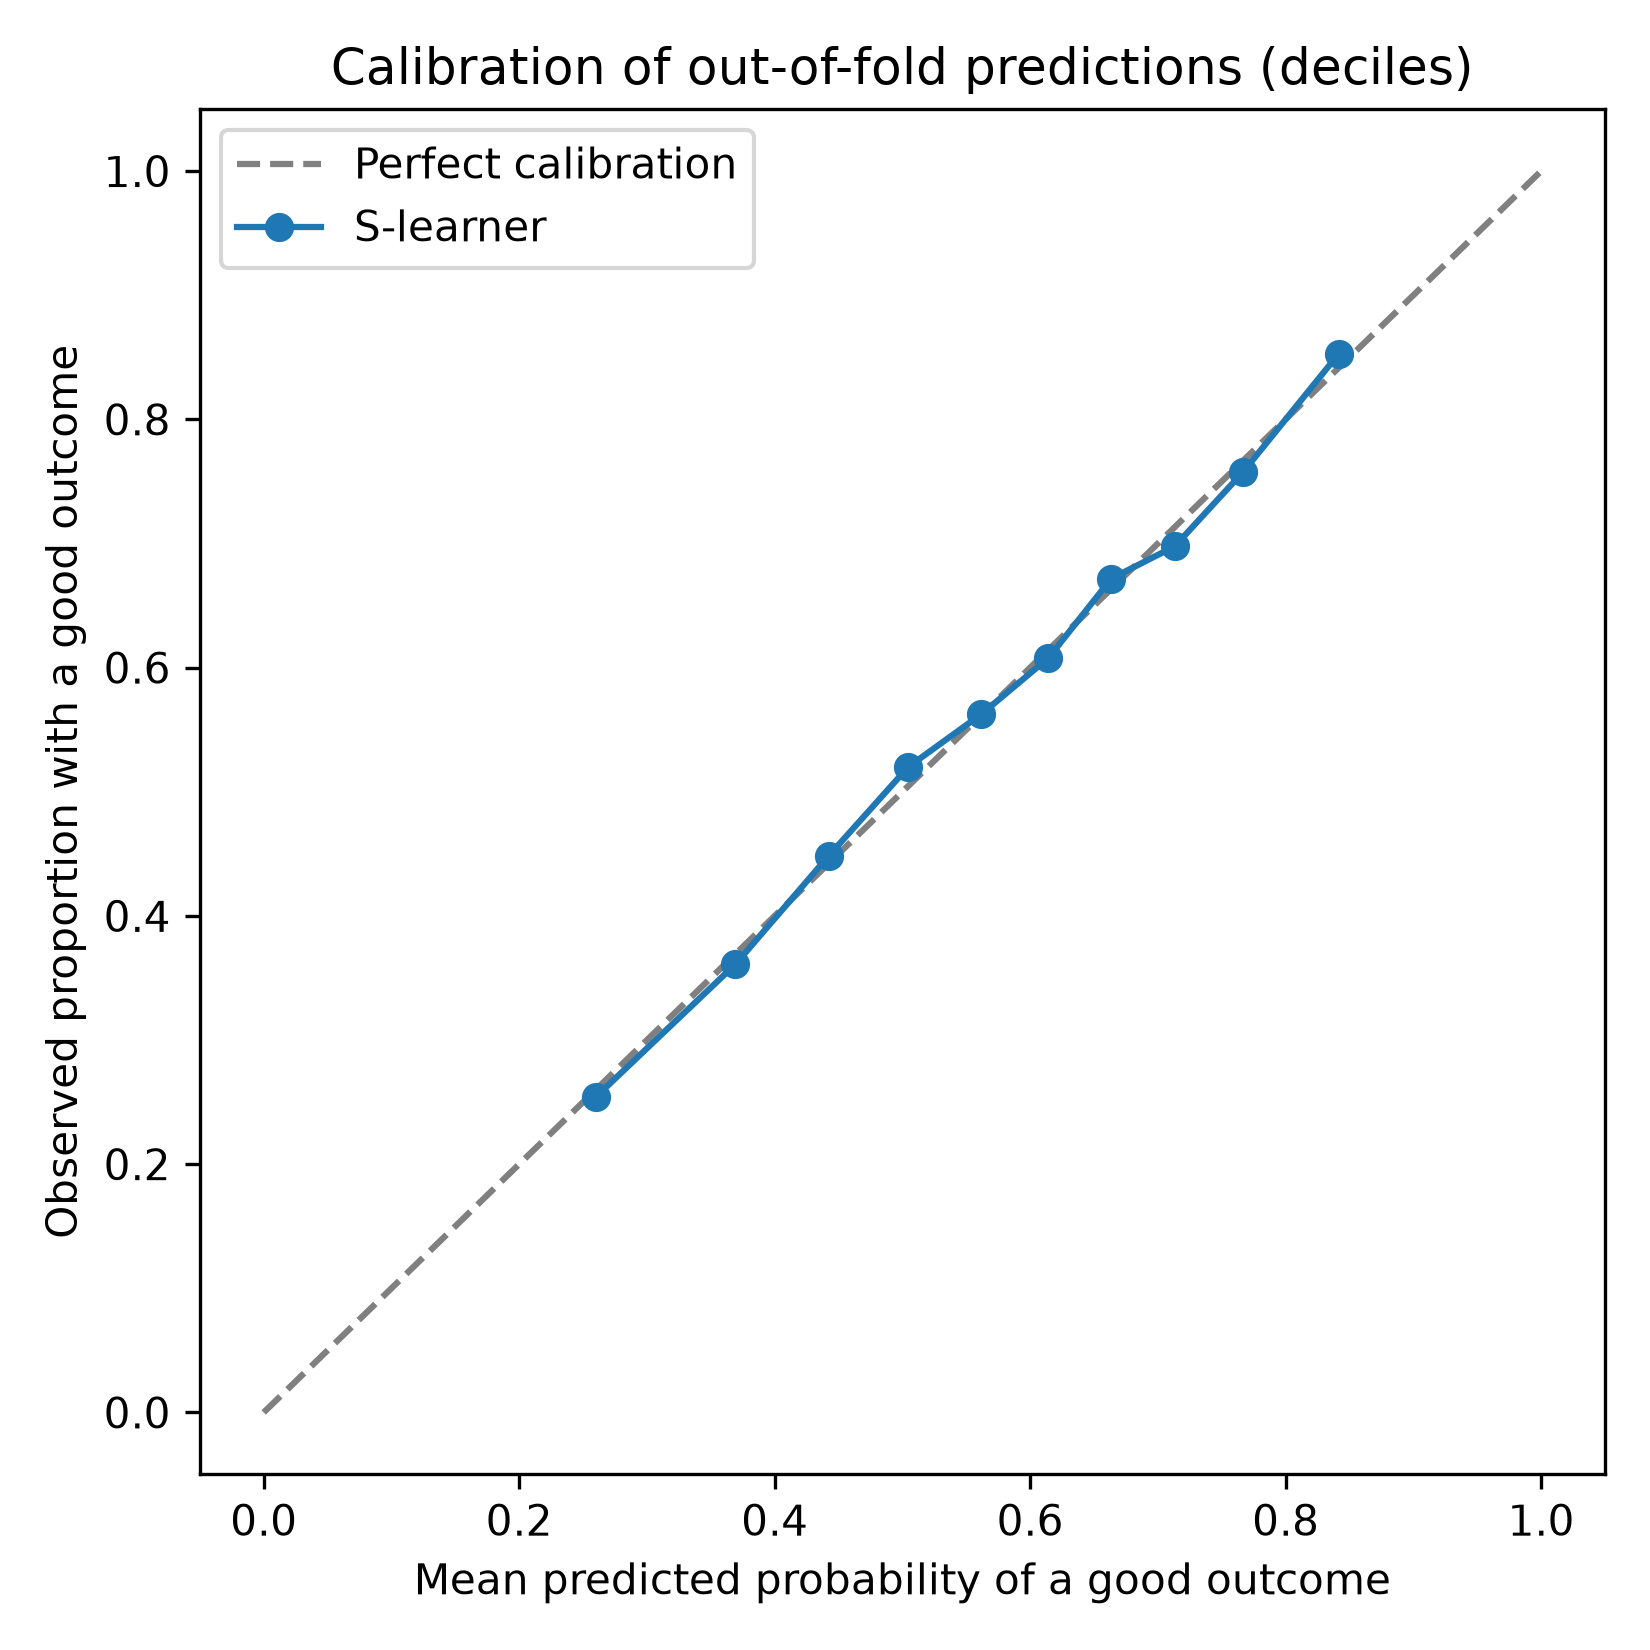 Calibration of out-of-fold predictions (deciles)
Perfect calibration
S-learner
Observed proportion with a good outcome
1.0
0.8
0.6
0.4
0.2
0.0
0.0 0.2 0.4 0.6 0.8 1.0
Mean predicted probability of a good outcome